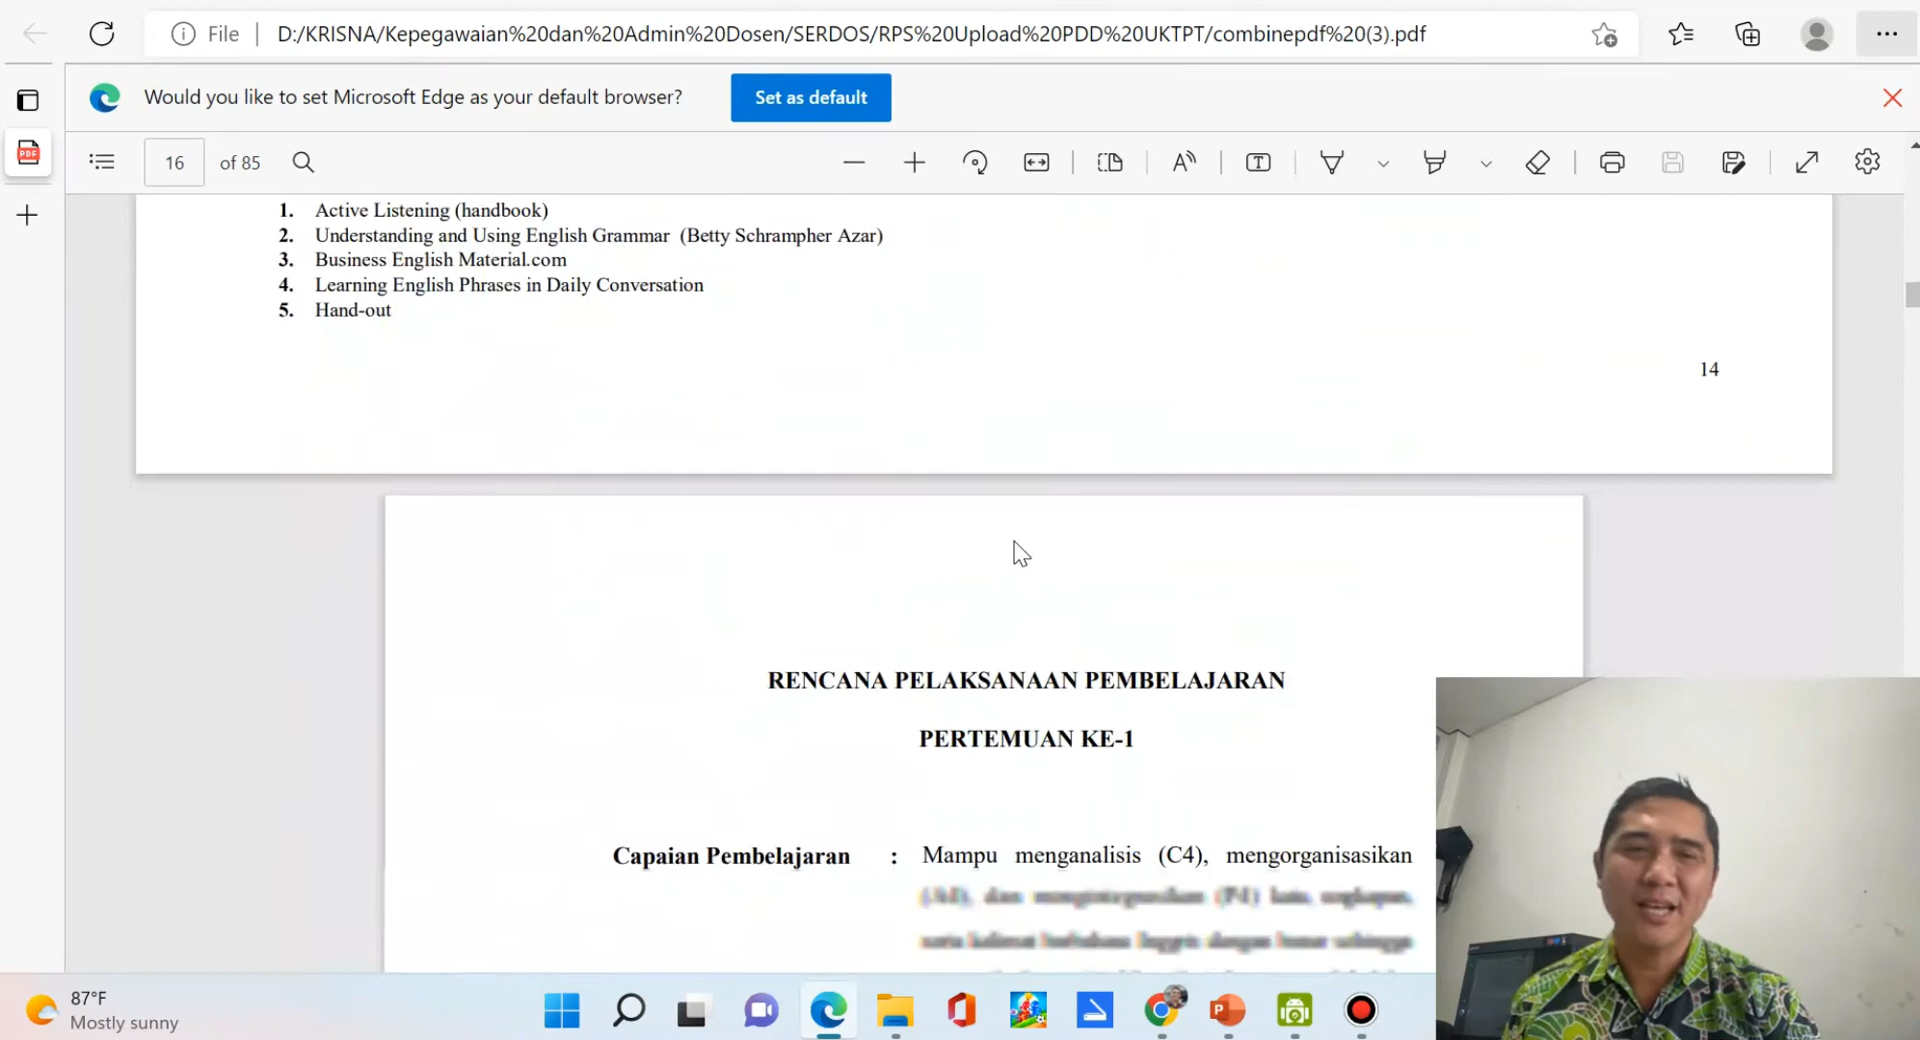 File D:/KRISNA/Kepegawaian%20dan%20Admin%20Dosen/SERDOS/RPS%20Upload%20PDD%20UKTPT/combinepdf%20(3).pdf
Would you like to set Microsoft Edge as your default browser? Set as default
PDF
16 of 85
1. Active Listening (handbook)
2. Understanding and Using English Grammar (Betty Schrampher Azar)
3. Business English Material.com
4. Learning English Phrases in Daily Conversation
5. Hand-out
14
RENCANA PELAKSANAAN PEMBELAJARAN
PERTEMUAN KE-1
Capaian Pembelajaran : Mampu menganalisis (C4), mengorganisasikan
87°F
Mostly sunny